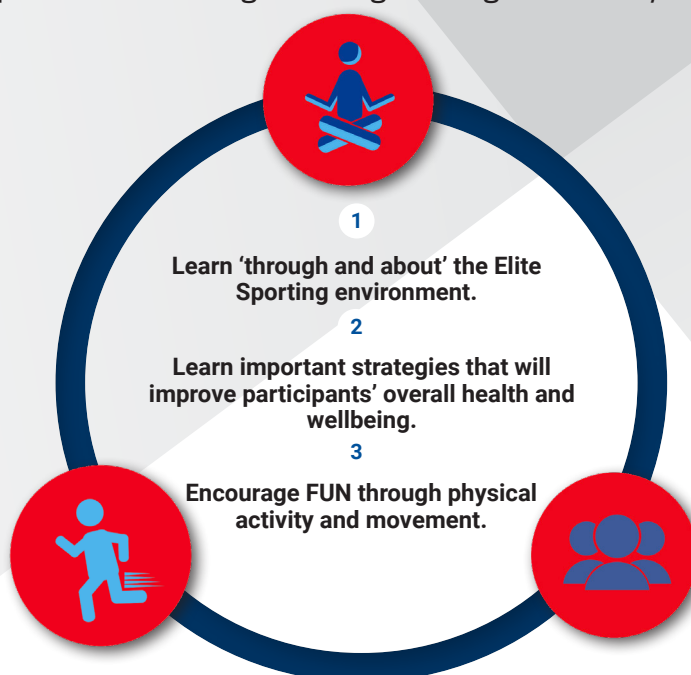 1
Learn ‘through and about’ the Elite
Sporting environment.
2
Learn important strategies that will
improve participants’ overall health and
wellbeing.
3
Encourage FUN through physical
activity and movement.